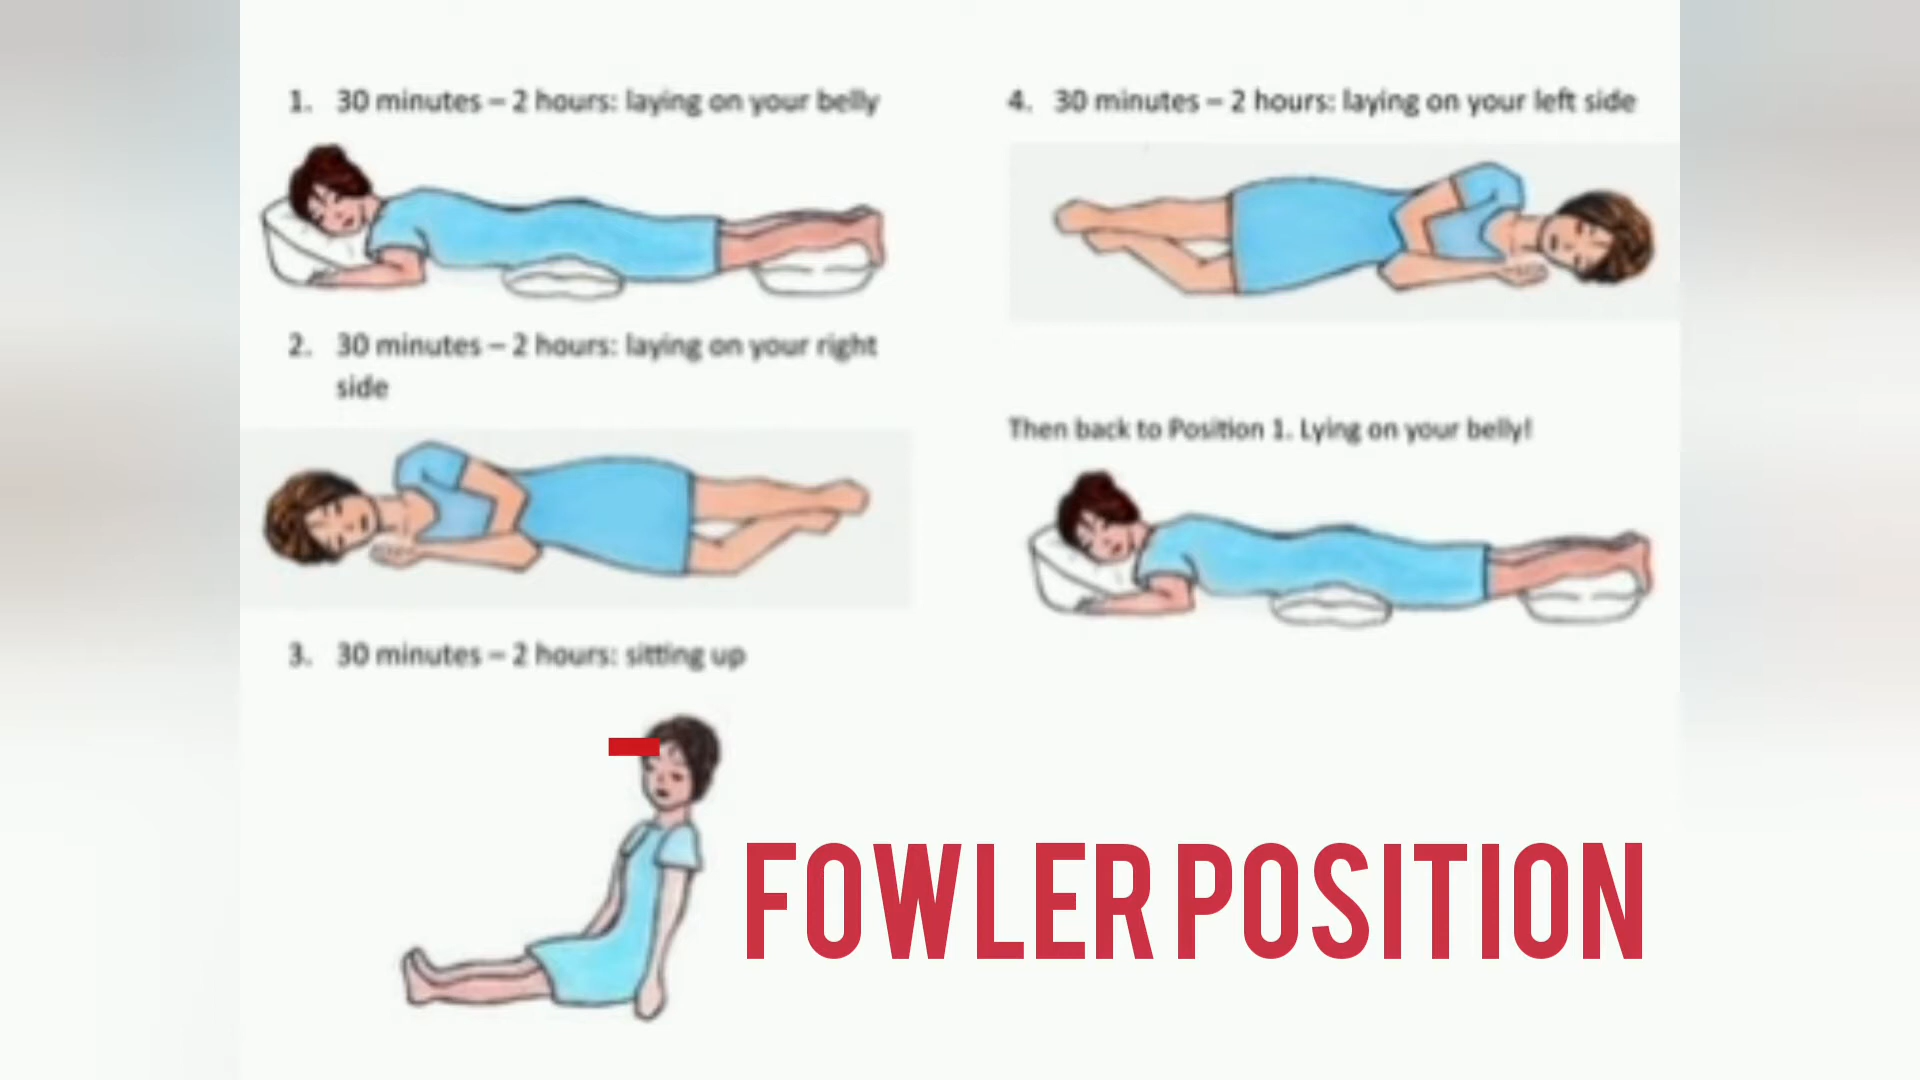 1. 30 minutes – 2 hours: laying on your belly
2. 30 minutes – 2 hours: laying on your right
side
3. 30 minutes – 2 hours: sitting up
4. 30 minutes – 2 hours: laying on your left side
Then back to Position 1. Lying on your belly!
FOWLER POSITION